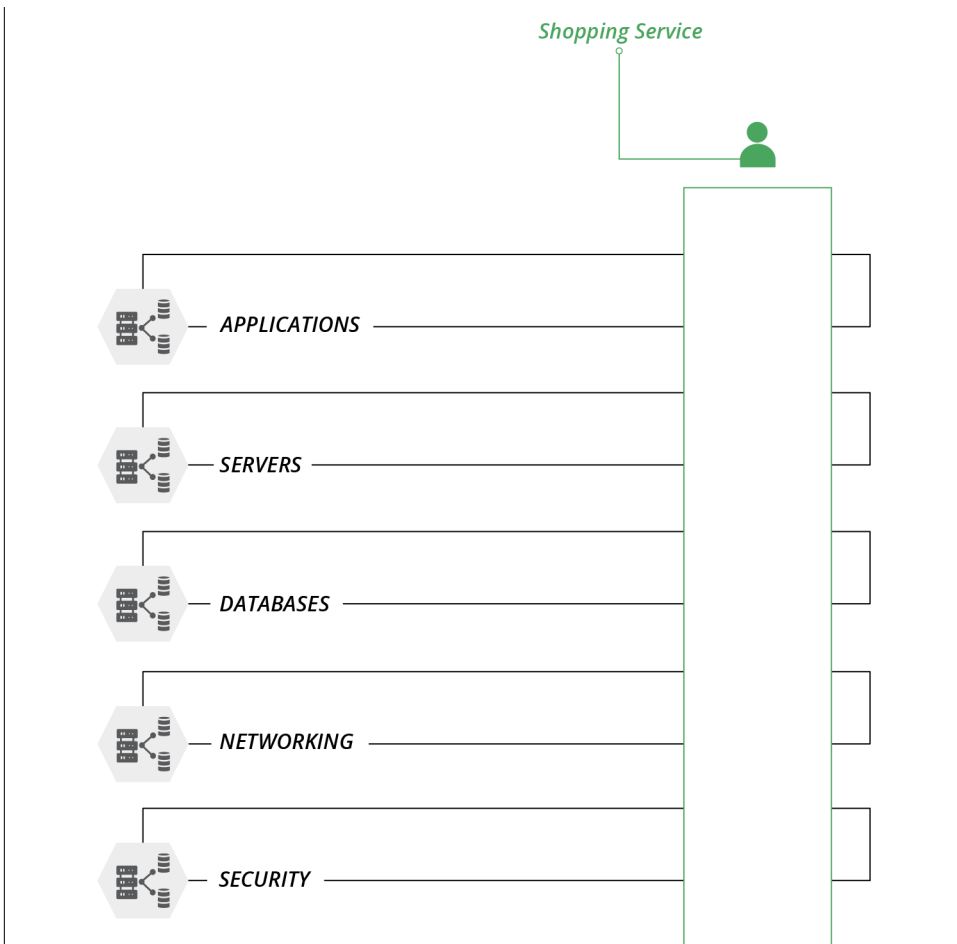 Shopping Service
APPLICATIONS
SERVERS
DATABASES
NETWORKING
SECURITY